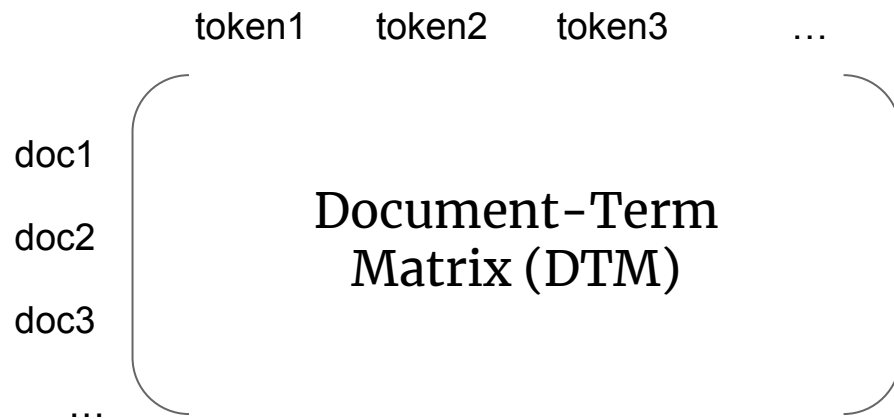 token1 token2 token3 …
doc1
Document-Term
doc2
Matrix (DTM)
doc3
…